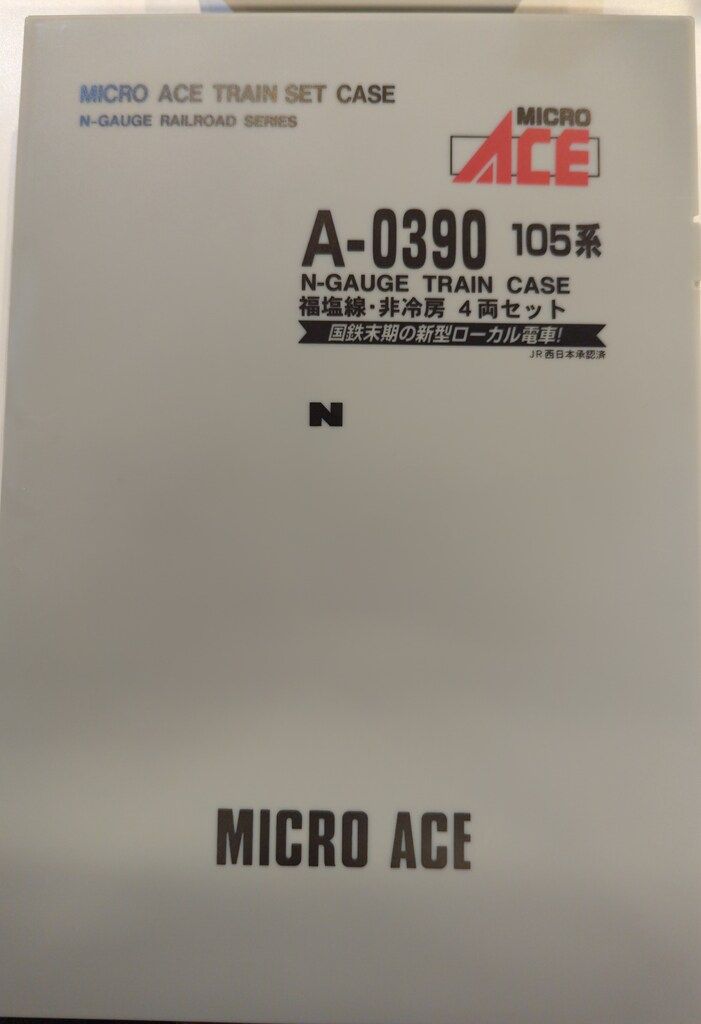 MICRO ACE TRAIN SET CASE
N-GAUGE RAILROAD SERIES
MICRO
ACE
A-0390 105系
N-GAUGE TRAIN CASE
福塩線・非冷房 4両セット
国鉄末期の新型ローカル電車!
JR西日本承認済
N
MICRO ACE